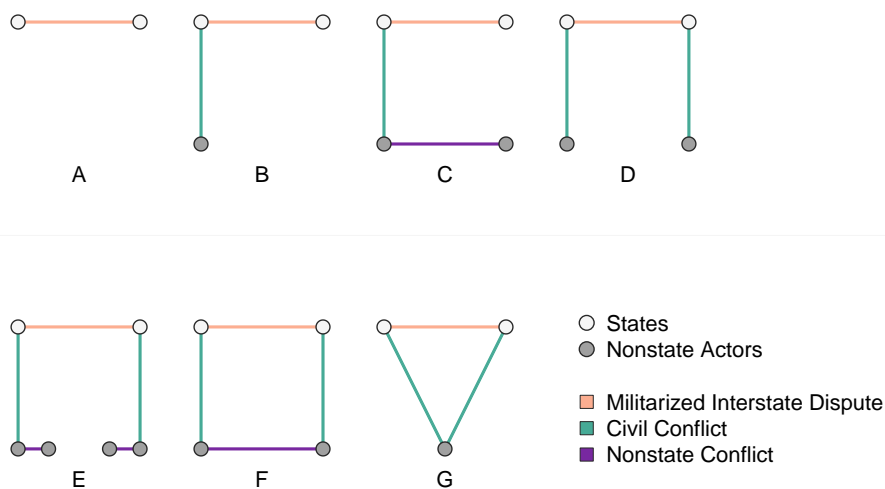 A
B
C
D
States
Nonstate Actors
Militarized Interstate Dispute
Civil Conflict
Nonstate Conflict
E
F
G